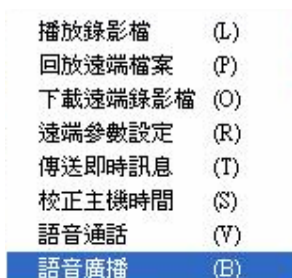 播放錄影檔 (L)
回放遠端檔案 (P)
下載遠端錄影檔 (O)
遠端參數設定 (R)
傳送即時訊息 (T)
校正主機時間 (S)
語音通話 (V)
語音廣播 (B)